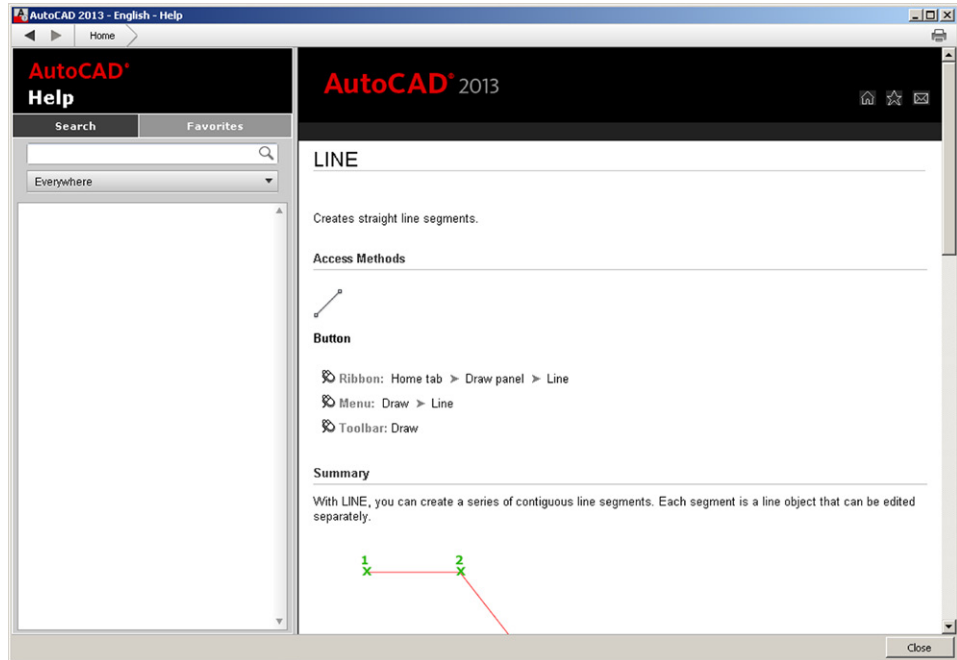 AutoCAD 2013 - English - Help
Home
AutoCAD®
Help
Search Favorites
Everywhere
AutoCAD® 2013
LINE
Creates straight line segments.
Access Methods
Button
Ribbon: Home tab ➤ Draw panel ➤ Line
Menu: Draw ➤ Line
Toolbar: Draw
Summary
With LINE, you can create a series of contiguous line segments. Each segment is a line object that can be edited
separately.
1 2
Close